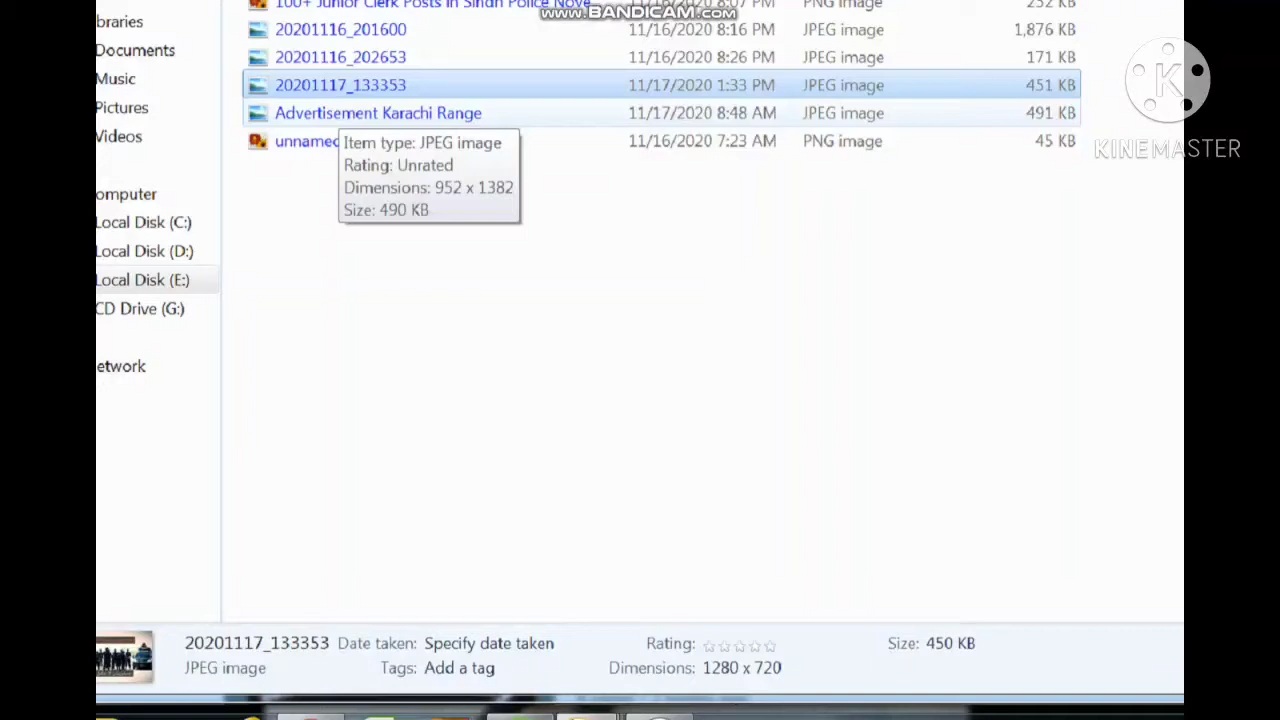 100+ Junior Clerk Posts in Sindh Police Nove 11/16/2020 8:07 PM PNG image 252 KB
www.BANDICAM.com
braries
20201116_201600 11/16/2020 8:16 PM JPEG image 1,876 KB
Documents
20201116_202653 11/16/2020 8:26 PM JPEG image 171 KB
Music
20201117_133353 11/17/2020 1:33 PM JPEG image 451 KB
Pictures
Advertisement Karachi Range 11/17/2020 8:48 AM JPEG image 491 KB
Videos
unnamed 11/16/2020 7:23 AM PNG image 45 KB
KINEMASTER
Item type: JPEG image
Rating: Unrated
Dimensions: 952 x 1382
Size: 490 KB
omputer
Local Disk (C:)
Local Disk (D:)
Local Disk (E:)
CD Drive (G:)
etwork
20201117_133353 Date taken: Specify date taken Rating: Size: 450 KB
JPEG image Tags: Add a tag Dimensions: 1280 x 720